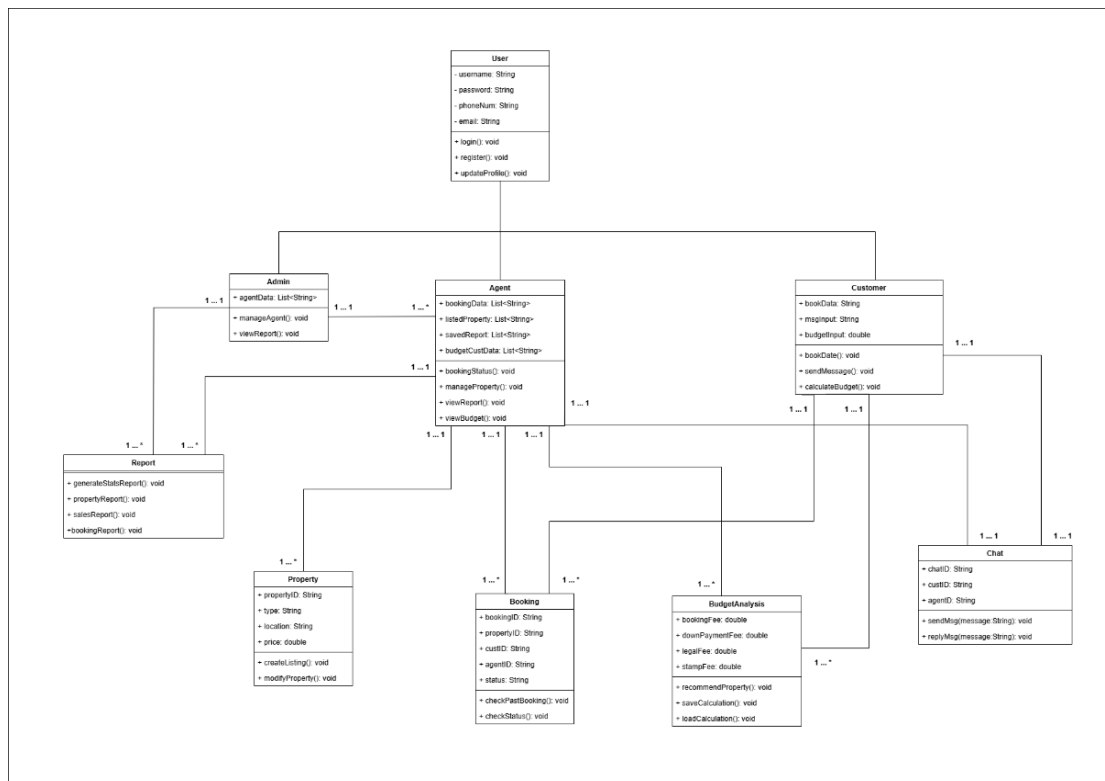 User
- username: String
- password: String
- phoneNum: String
- email: String
+ login(): void
+ register(): void
+ updateProfile(): void
Admin
+ agentData: List<String>
+ manageAgent(): void
+ viewReport(): void
1 ... 1
1 ... 1
1 ... *
Agent
+ bookingData: List<String>
+ listedProperty: List<String>
+ savedReport: List<String>
+ budgetCustData: List<String>
+ bookingStatus(): void
+ manageProperty(): void
+ viewReport(): void
+ viewBudget(): void
Customer
+ bookData: String
+ msgInput: String
+ budgetInput: double
+ bookDate(): void
+ sendMessage(): void
+ calculateBudget(): void
1 ... 1
1 ... 1
1 ... 1
1 ... 1
1 ... 1
1 ... 1
1 ... 1
1 ... 1
1 ... *
1 ... *
Report
+ generateStatsReport(): void
+ propertyReport(): void
+ salesReport(): void
+bookingReport(): void
1 ... *
Property
+ propertyID: String
+ type: String
+ location: String
+ price: double
+ createListing(): void
+ modifyProperty(): void
1 ... *
1 ... *
Booking
+ bookingID: String
+ propertyID: String
+ custID: String
+ agentID: String
+ status: String
+ checkPastBooking(): void
+ checkStatus(): void
1 ... *
BudgetAnalysis
+ bookingFee: double
+ downPaymentFee: double
+ legalFee: double
+ stampFee: double
+ recommendProperty(): void
+ saveCalculation(): void
+ loadCalculation(): void
1 ... *
1 ... 1
1 ... 1
Chat
+ chatID: String
+ custID: String
+ agentID: String
+ sendMsg(message:String): void
+ replyMsg(message:String): void